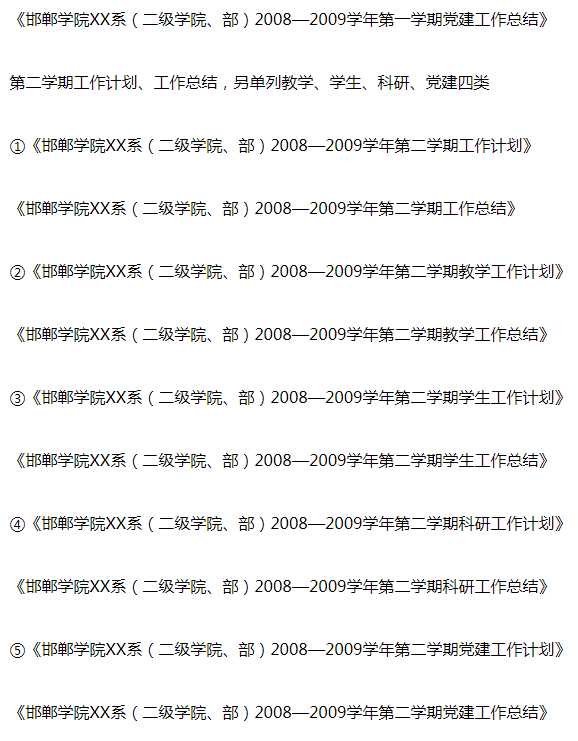 《邯郸学院XX系（二级学院、部）2008—2009学年第一学期党建工作总结》
第二学期工作计划、工作总结，另单列教学、学生、科研、党建四类
①《邯郸学院XX系（二级学院、部）2008—2009学年第二学期工作计划》
《邯郸学院XX系（二级学院、部）2008—2009学年第二学期工作总结》
②《邯郸学院XX系（二级学院、部）2008—2009学年第二学期教学工作计划》
《邯郸学院XX系（二级学院、部）2008—2009学年第二学期教学工作总结》
③《邯郸学院XX系（二级学院、部）2008—2009学年第二学期学生工作计划》
《邯郸学院XX系（二级学院、部）2008—2009学年第二学期学生工作总结》
④《邯郸学院XX系（二级学院、部）2008—2009学年第二学期科研工作计划》
《邯郸学院XX系（二级学院、部）2008—2009学年第二学期科研工作总结》
⑤《邯郸学院XX系（二级学院、部）2008—2009学年第二学期党建工作计划》
《邯郸学院XX系（二级学院、部）2008—2009学年第二学期党建工作总结》